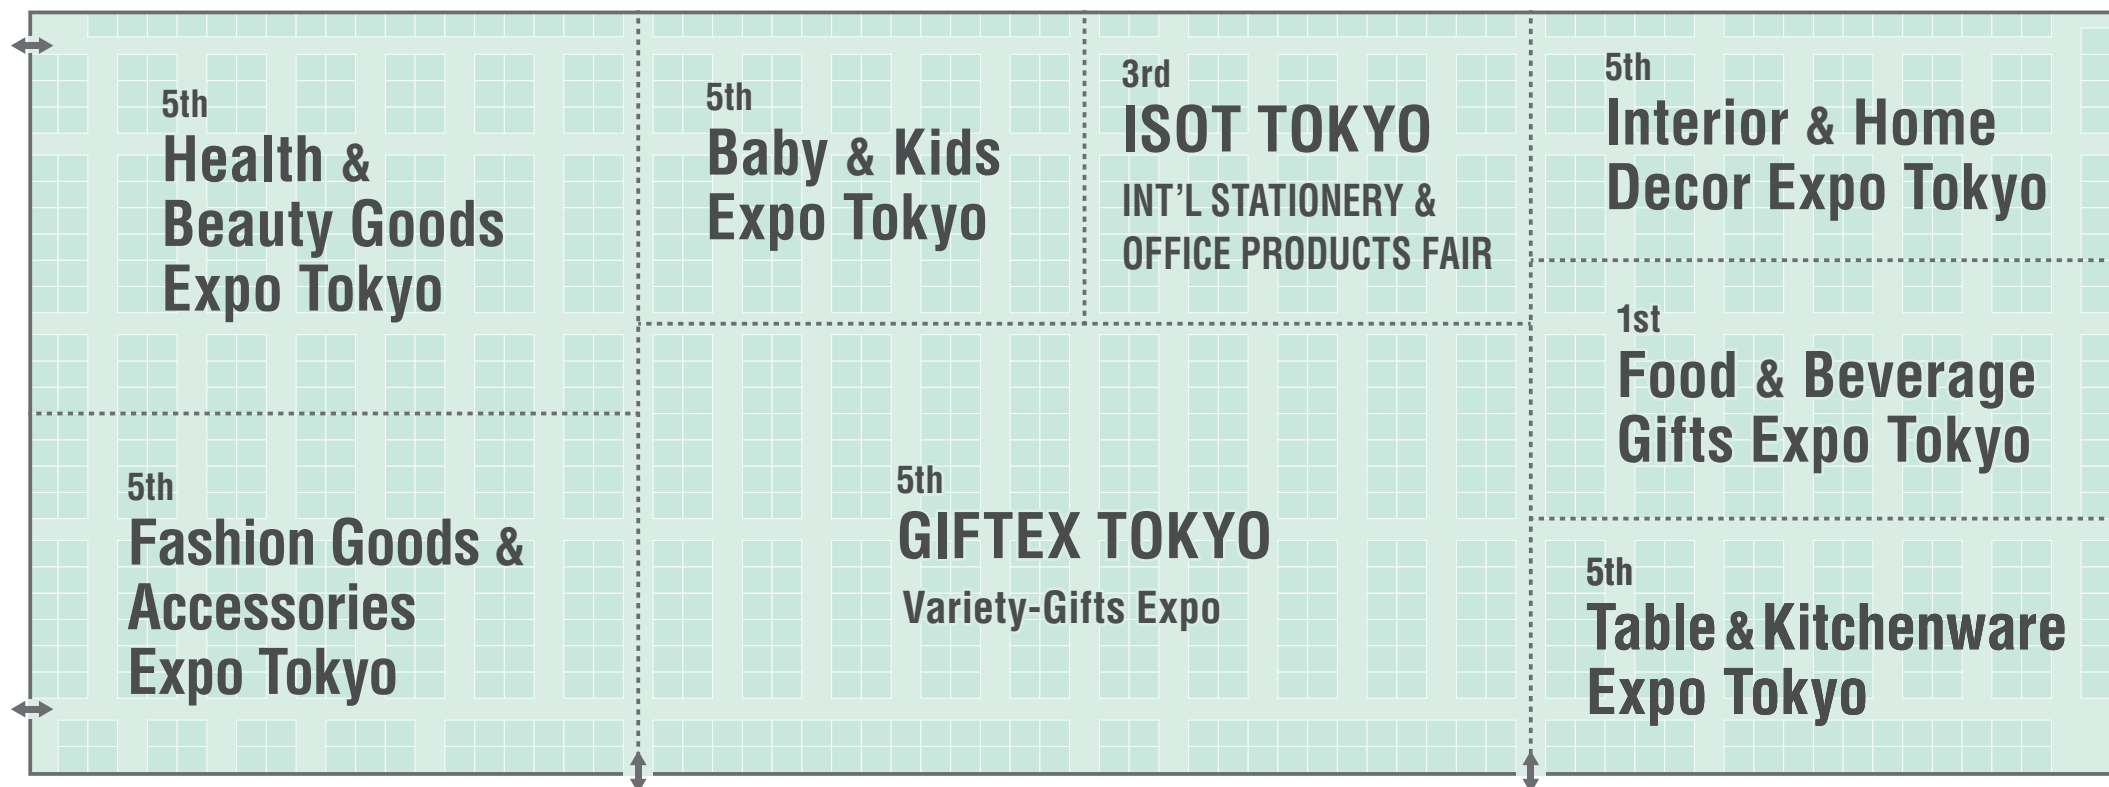 5th
Health &
Beauty Goods
Expo Tokyo
5th
Fashion Goods &
Accessories
Expo Tokyo
5th
Baby & Kids
Expo Tokyo
3rd
ISOT TOKYO
INT’L STATIONERY &
OFFICE PRODUCTS FAIR
5th
GIFTEX TOKYO
Variety-Gifts Expo
5th
Interior & Home
Decor Expo Tokyo
1st
Food & Beverage
Gifts Expo Tokyo
5th
Table & Kitchenware
Expo Tokyo